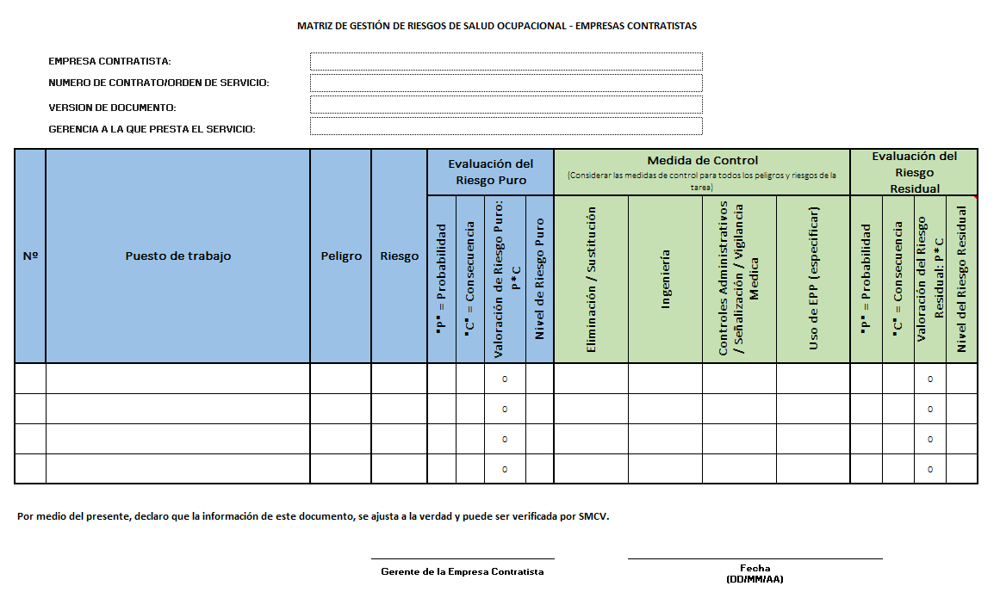 MATRIZ DE GESTIÓN DE RIESGOS DE SALUD OCUPACIONAL - EMPRESAS CONTRATISTAS
EMPRESA CONTRATISTA:
NUMERO DE CONTRATO/ORDEN DE SERVICIO:
VERSION DE DOCUMENTO:
GERENCIA A LA QUE PRESTA EL SERVICIO:
Nº
Puesto de trabajo
Peligro
Riesgo
Evaluación del
Riesgo Puro
"P" = Probabilidad
"C" = Consecuencia
Valoración de Riesgo Puro:
P*C
Nivel de Riesgo Puro
Medida de Control
(Considerar las medidas de control para todos los peligros y riesgos de la
tarea)
Eliminación / Sustitución
Ingeniería
Controles Administrativos
/ Señalización / Vigilancia
Medica
Uso de EPP (especificar)
Evaluación del
Riesgo
Residual
"P" = Probabilidad
"C" = Consecuencia
Valoración del Riesgo
Residual: P*C
Nivel del Riesgo Residual
0 0
0 0
0 0
0 0
Por medio del presente, declaro que la información de este documento, se ajusta a la verdad y puede ser verificada por SMCV.
Gerente de la Empresa Contratista
Fecha
(DD/MM/AA)